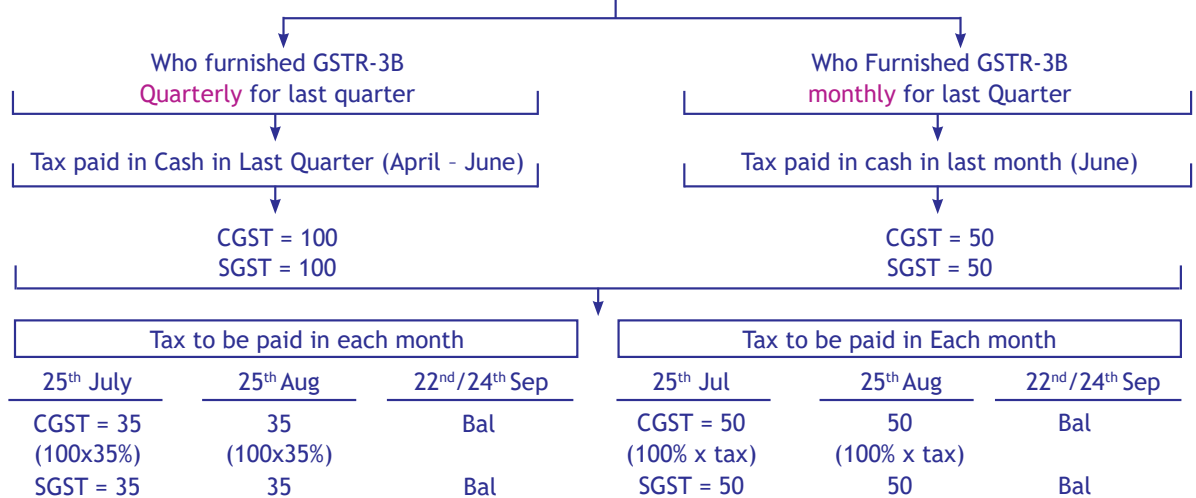 Who furnished GSTR-3B
Quarterly for last quarter
Tax paid in Cash in Last Quarter (April – June)
CGST = 100
SGST = 100
Who Furnished GSTR-3B
monthly for last Quarter
Tax paid in cash in last month (June)
CGST = 50
SGST = 50
Tax to be paid in each month
25th July 25th Aug 22nd/24th Sep
CGST = 35 35 Bal
(100x35%) (100x35%)
SGST = 35 35 Bal
Tax to be paid in Each month
25th Jul 25th Aug 22nd/24th Sep
CGST = 50 50 Bal
(100% x tax) (100% x tax)
SGST = 50 50 Bal